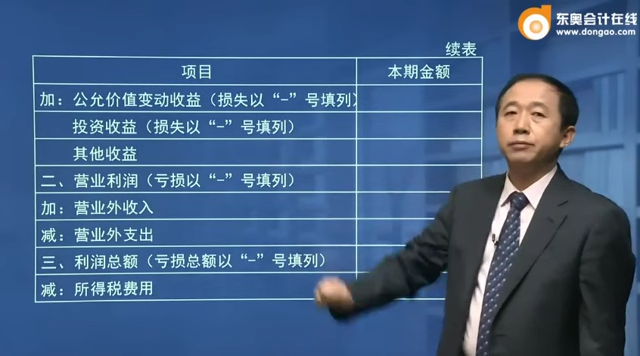 东奥会计在线
www.dongao.com
续表
项目 本期金额
加：公允价值变动收益（损失以“-”号填列）
投资收益（损失以“-”号填列）
其他收益
二、营业利润（亏损以“-”号填列）
加：营业外收入
减：营业外支出
三、利润总额（亏损总额以“-”号填列）
减：所得税费用